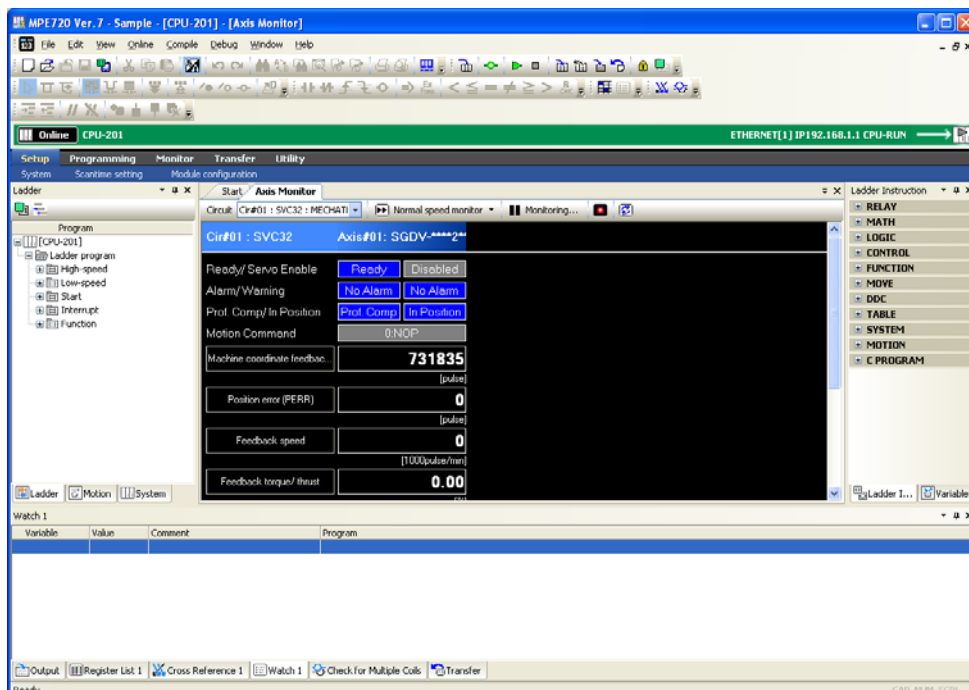 MPE720 Ver. 7 - Sample - [CPU-201] - [Axis Monitor]
File Edit View Online Compile Debug Window Help
Online CPU-201 ETHERNET[1] IP192.168.1.1 CPU-RUN
Setup Programming Monitor Transfer Utility
System Scantime setting Module configuration
Ladder
Program
[CPU-201]
Ladder program
High-speed
Low-speed
Start
Interrupt
Function
Ladder Motion System
Start Axis Monitor
Circuit Cir#01 : SVC32 : MECHATI Normal speed monitor Monitoring...
Cir#01 : SVC32 Axis#01: SGDV-****2**
Ready/ Servo Enable Ready Disabled
Alarm/ Warning No Alarm No Alarm
Prof. Comp/ In Position Prof. Comp In Position
Motion Command 0:NOP
Machine coordinate feedbac... 731835
[pulse]
Position error (PERR) 0
[pulse]
Feedback speed 0
[1000pulse/min]
Feedback torque/ thrust 0.00
Ladder Instruction
RELAY
MATH
LOGIC
CONTROL
FUNCTION
MOVE
DDC
TABLE
SYSTEM
MOTION
C PROGRAM
Ladder I... Variable
Watch 1
Variable Value Comment Program
Output Register List 1 Cross Reference 1 Watch 1 Check for Multiple Coils Transfer
Ready